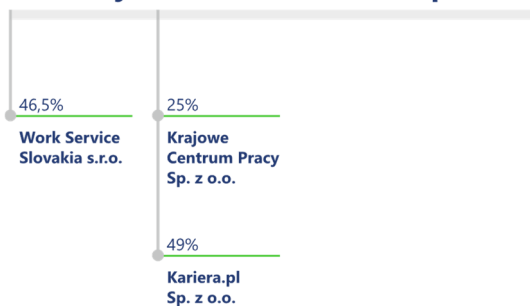 46,5%
Work Service
Slovakia s.r.o.
25%
Krajowe
Centrum Pracy
Sp. z o.o.
49%
Kariera.pl
Sp. z o.o.